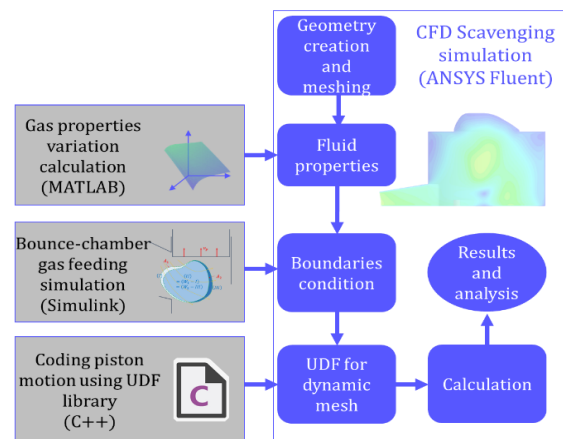 Geometry
creation
and
meshing
CFD Scavenging
simulation
(ANSYS Fluent)
Gas properties
variation
calculation
(MATLAB)
Fluid
properties
Bounce-chamber
gas feeding
simulation
(Simulink)
Boundaries
condition
Results
and
analysis
Coding piston
motion using UDF
library
(C++)
C
UDF for
dynamic
mesh
Calculation